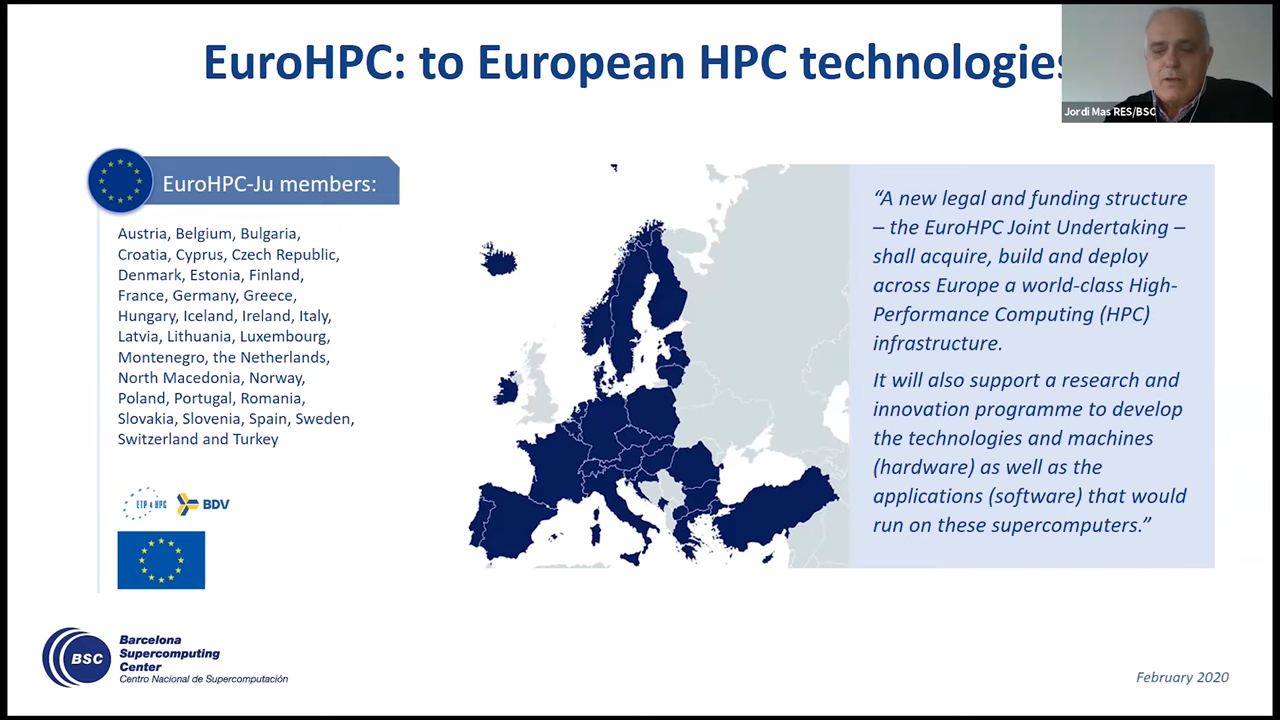 EuroHPC: to European HPC technologies
Jordi Mas RES/BSC
EuroHPC-Ju members:
Austria, Belgium, Bulgaria,
Croatia, Cyprus, Czech Republic,
Denmark, Estonia, Finland,
France, Germany, Greece,
Hungary, Iceland, Ireland, Italy,
Latvia, Lithuania, Luxembourg,
Montenegro, the Netherlands,
North Macedonia, Norway,
Poland, Portugal, Romania,
Slovakia, Slovenia, Spain, Sweden,
Switzerland and Turkey
ETP 4 HPC
BDV
“A new legal and funding structure
– the EuroHPC Joint Undertaking –
shall acquire, build and deploy
across Europe a world-class High-
Performance Computing (HPC)
infrastructure.
It will also support a research and
innovation programme to develop
the technologies and machines
(hardware) as well as the
applications (software) that would
run on these supercomputers.”
BSC
Barcelona
Supercomputing
Center
Centro Nacional de Supercomputación
February 2020